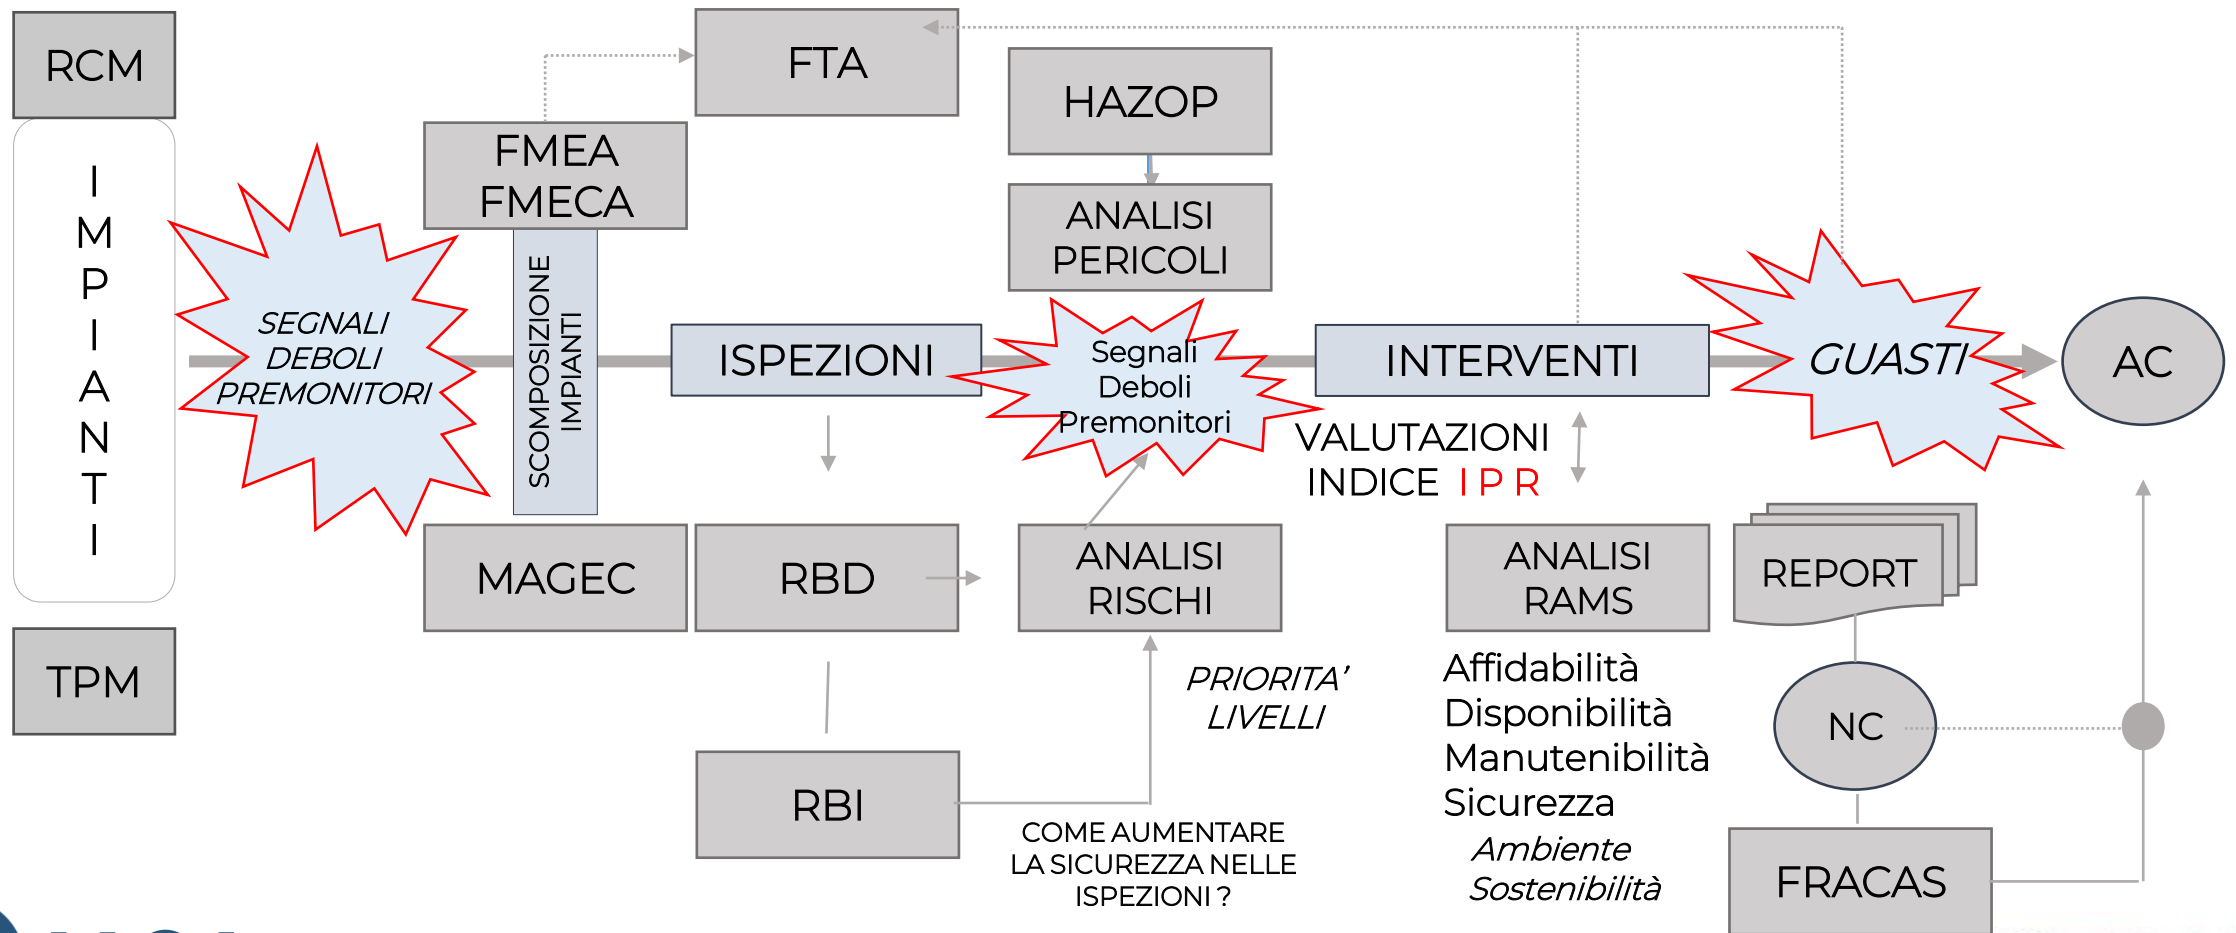 RCM
I
M
P
I
A
N
T
I
TPM
SEGNALI
DEBOLI
PREMONITORI
FMEA
FMECA
SCOMPOSIZIONE
IMPIANTI
MAGEC
FTA
ISPEZIONI
RBD
RBI
HAZOP
ANALISI
PERICOLI
Segnali
Deboli
Premonitori
ANALISI
RISCHI
PRIORITA’
LIVELLI
COME AUMENTARE
LA SICUREZZA NELLE
ISPEZIONI ?
INTERVENTI
VALUTAZIONI
INDICE I P R
ANALISI
RAMS
Affidabilità
Disponibilità
Manutenibilità
Sicurezza
Ambiente
Sostenibilità
GUASTI
REPORT
NC
FRACAS
AC